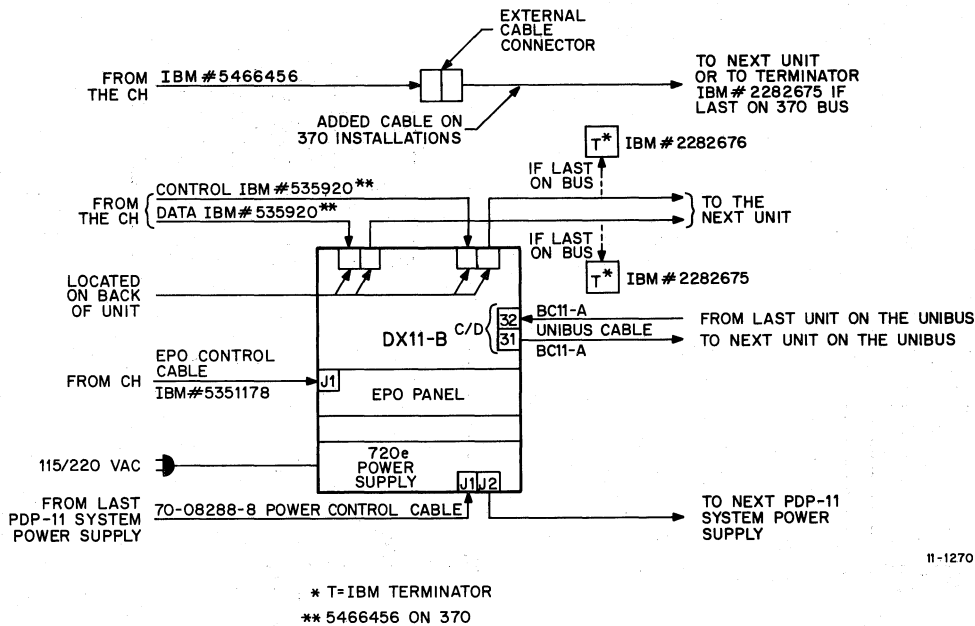 EXTERNAL
CABLE
CONNECTOR
FROM
THE CH
IBM #5466456
TO NEXT UNIT
OR TO TERMINATOR
IBM #2282675 IF
LAST ON 370 BUS
ADDED CABLE ON
370 INSTALLATIONS
T*
IBM #2282676
IF LAST
ON BUS
FROM
THE CH
CONTROL IBM #535920**
DATA IBM #535920**
TO THE
NEXT UNIT
IF LAST
ON BUS
T*
IBM #2282675
LOCATED
ON BACK
OF UNIT
DX11-B
C/D
32
31
BC11-A
UNIBUS CABLE
BC11-A
FROM LAST UNIT ON THE UNIBUS
TO NEXT UNIT ON THE UNIBUS
FROM CH
EPO CONTROL
CABLE
IBM#5351178
J1
EPO PANEL
115/220 VAC
720e
POWER
SUPPLY
J1
J2
FROM LAST
PDP-11 SYSTEM
POWER SUPPLY
70-08288-8 POWER CONTROL CABLE
TO NEXT PDP-11
SYSTEM POWER
SUPPLY
11-1270
* T=IBM TERMINATOR
** 5466456 ON 370